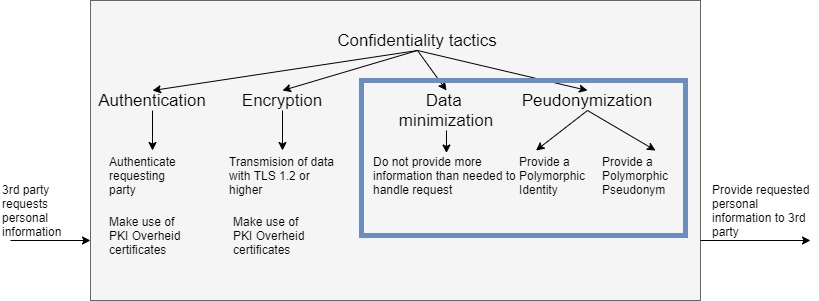 Confidentiality tactics
Authentication
Encryption
Data
minimization
Peudonymization
Authenticate
requesting
party
Make use of
PKI Overheid
certificates
Transmision of data
with TLS 1.2 or
higher
Make use of
PKI Overheid
certificates
Do not provide more
information than needed to
handle request
Provide a
Polymorphic
Identity
Provide a
Polymorphic
Pseudonym
3rd party
requests
personal
information
Provide requested
personal
information to 3rd
party